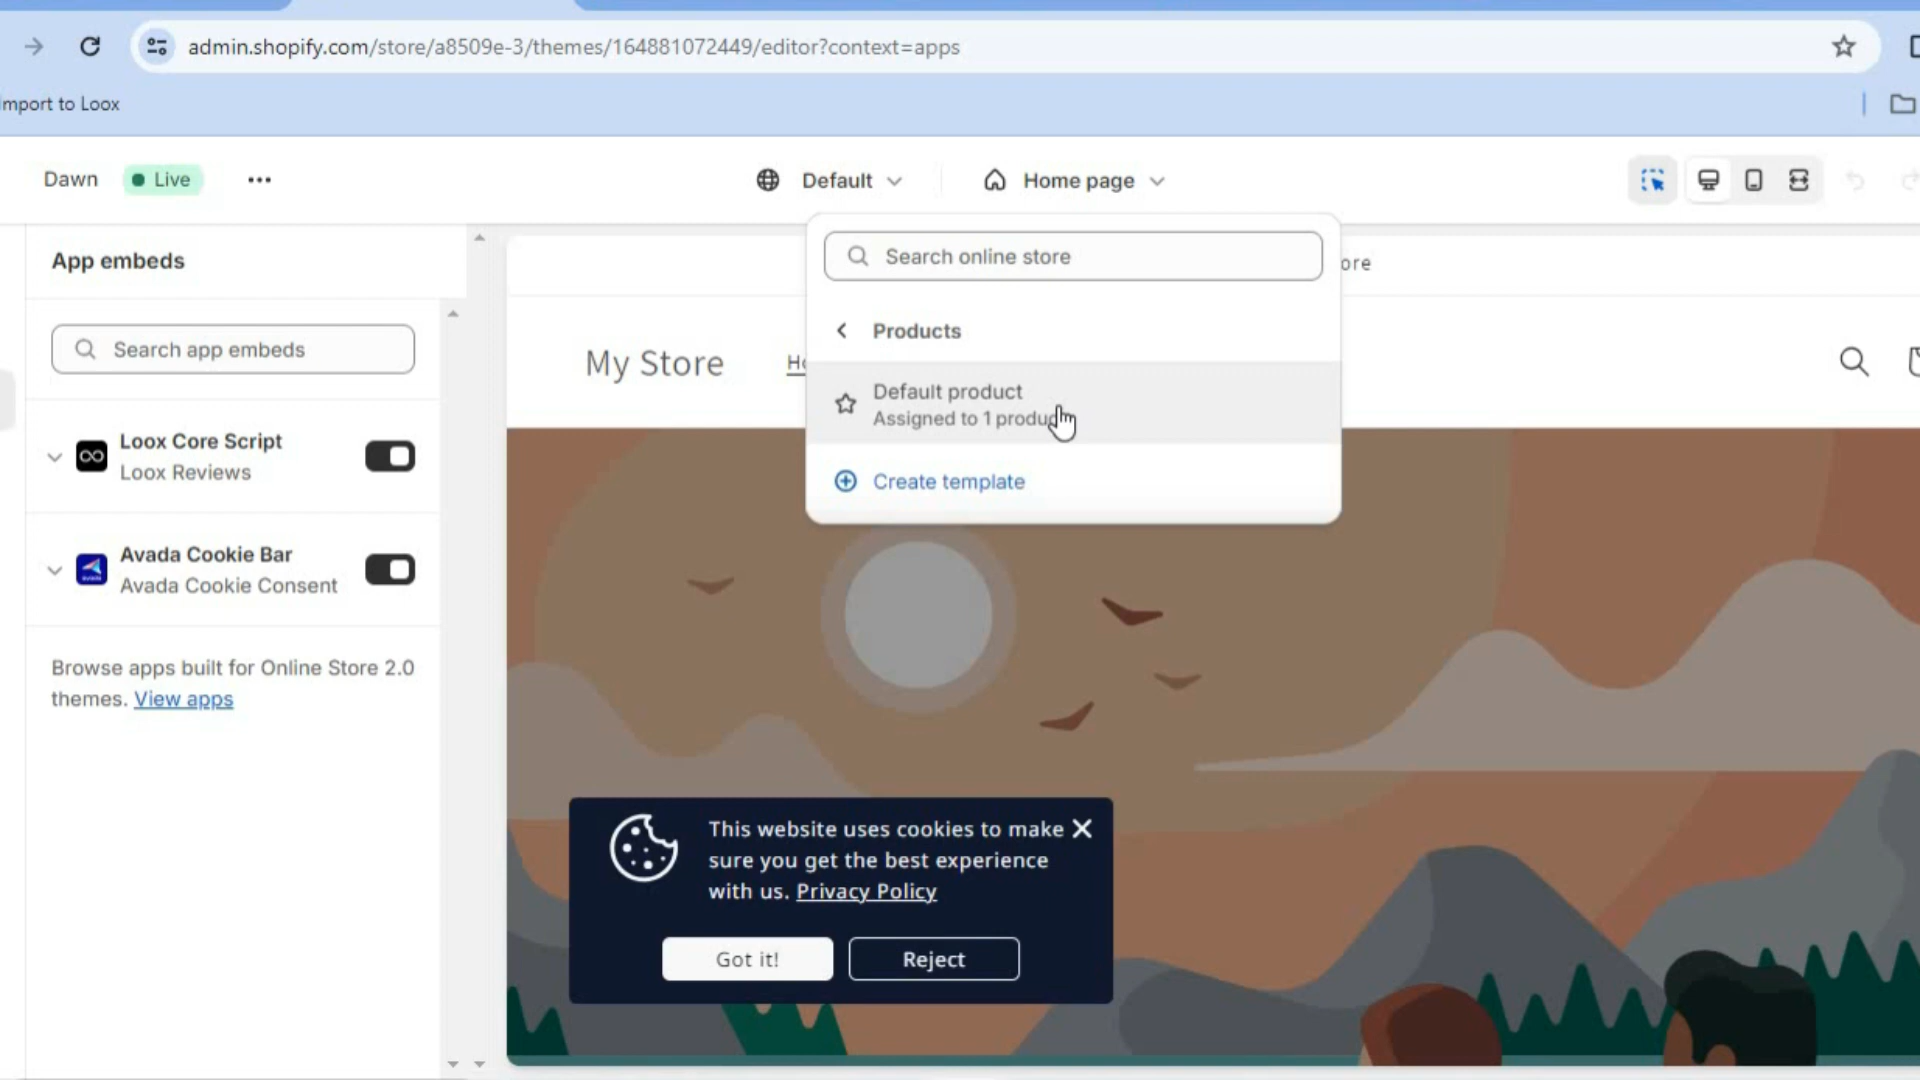 admin.shopify.com/store/a8509e-3/themes/164881072449/editor?context=apps
Import to Loox
Dawn
Live
Default
Home page
App embeds
Search online store
ore
Search app embeds
Products
My Store
Ho
Default product
Assigned to 1 produc
Create template
Loox Core Script
Loox Reviews
Avada Cookie Bar
Avada Cookie Consent
Browse apps built for Online Store 2.0
themes. View apps
This website uses cookies to make
sure you get the best experience
with us. Privacy Policy
Got it!
Reject